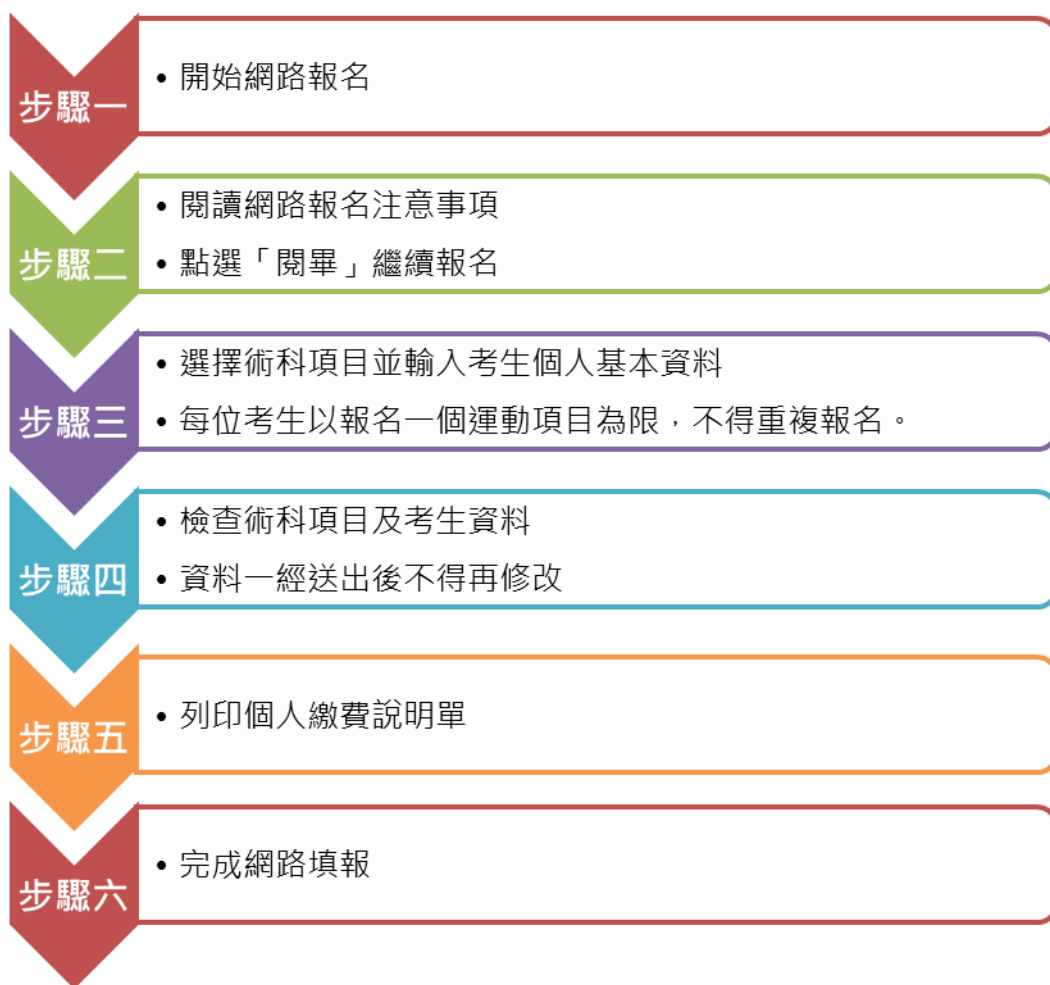 步驟一
• 開始網路報名
步驟二
• 閱讀網路報名注意事項
• 點選「閱畢」繼續報名
步驟三
• 選擇術科項目並輸入考生個人基本資料
• 每位考生以報名一個運動項目為限，不得重複報名。
步驟四
• 檢查術科項目及考生資料
• 資料一經送出後不得再修改
步驟五
• 列印個人繳費說明單
步驟六
• 完成網路填報